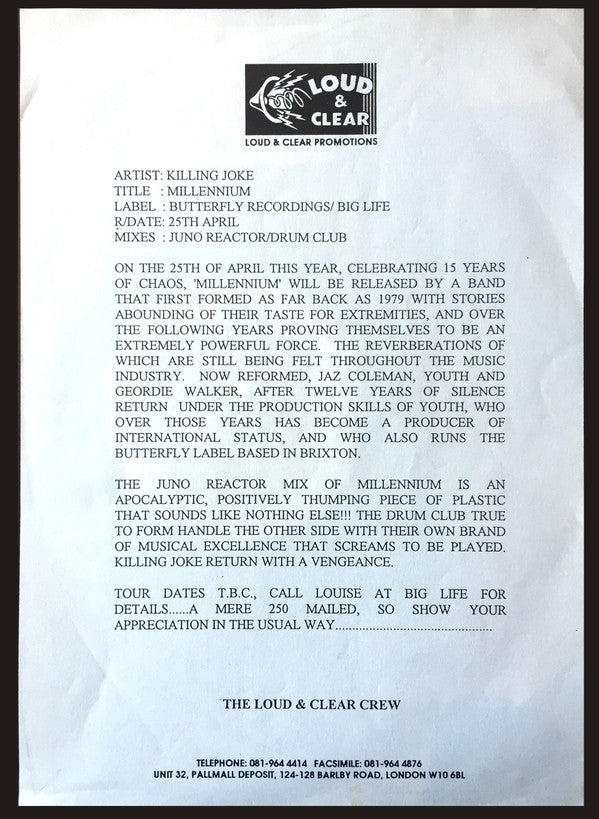 LOUD
&
CLEAR
LOUD & CLEAR PROMOTIONS
ARTIST: KILLING JOKE
TITLE : MILLENNIUM
LABEL : BUTTERFLY RECORDINGS/ BIG LIFE
R/DATE: 25TH APRIL
MIXES : JUNO REACTOR/DRUM CLUB
ON THE 25TH OF APRIL THIS YEAR, CELEBRATING 15 YEARS
OF CHAOS, 'MILLENNIUM' WILL BE RELEASED BY A BAND
THAT FIRST FORMED AS FAR BACK AS 1979 WITH STORIES
ABOUNDING OF THEIR TASTE FOR EXTREMITIES, AND OVER
THE FOLLOWING YEARS PROVING THEMSELVES TO BE AN
EXTREMELY POWERFUL FORCE. THE REVERBERATIONS OF
WHICH ARE STILL BEING FELT THROUGHOUT THE MUSIC
INDUSTRY. NOW REFORMED, JAZ COLEMAN, YOUTH AND
GEORDIE WALKER, AFTER TWELVE YEARS OF SILENCE
RETURN UNDER THE PRODUCTION SKILLS OF YOUTH, WHO
OVER THOSE YEARS HAS BECOME A PRODUCER OF
INTERNATIONAL STATUS, AND WHO ALSO RUNS THE
BUTTERFLY LABEL BASED IN BRIXTON.
THE JUNO REACTOR MIX OF MILLENNIUM IS AN
APOCALYPTIC, POSITIVELY THUMPING PIECE OF PLASTIC
THAT SOUNDS LIKE NOTHING ELSE!!! THE DRUM CLUB TRUE
TO FORM HANDLE THE OTHER SIDE WITH THEIR OWN BRAND
OF MUSICAL EXCELLENCE THAT SCREAMS TO BE PLAYED.
KILLING JOKE RETURN WITH A VENGEANCE.
TOUR DATES T.B.C., CALL LOUISE AT BIG LIFE FOR
DETAILS......A MERE 250 MAILED, SO SHOW YOUR
APPRECIATION IN THE USUAL WAY..........................................
THE LOUD & CLEAR CREW
TELEPHONE: 081-964 4414 FACSIMILE: 081-964 4876
UNIT 32, PALLMALL DEPOSIT, 124-128 BARLBY ROAD, LONDON W10 6BL